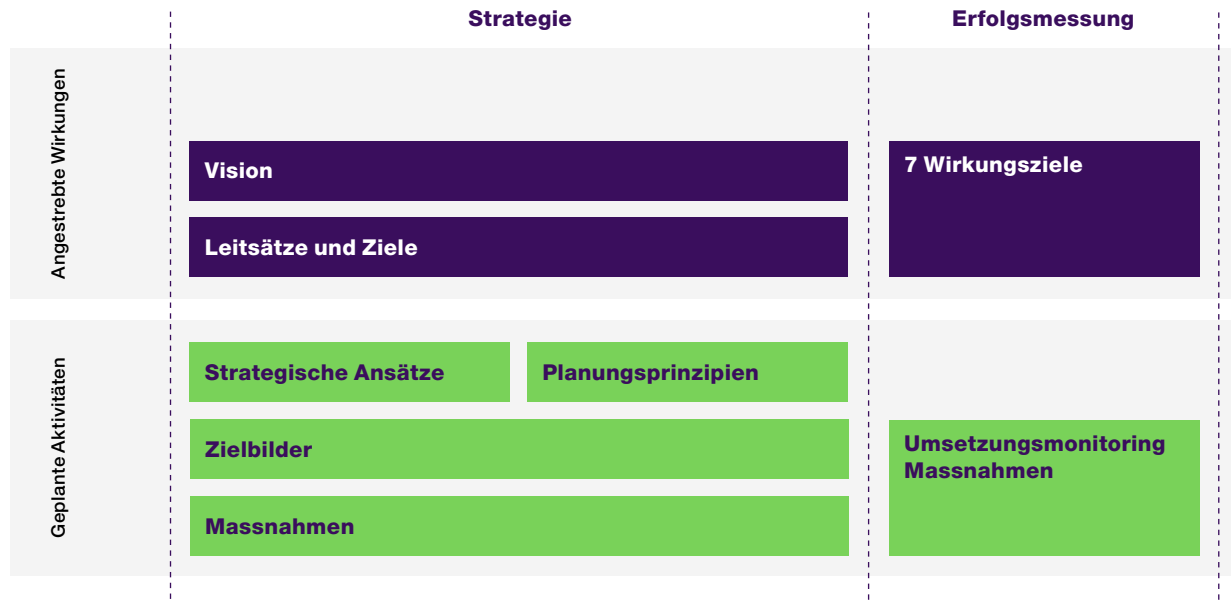 Strategie
Erfolgsmessung
Angestrebte Wirkungen
Vision
Leitsätze und Ziele
7 Wirkungsziele
Geplante Aktivitäten
Strategische Ansätze
Planungsprinzipien
Zielbilder
Massnahmen
Umsetzungsmonitoring
Massnahmen